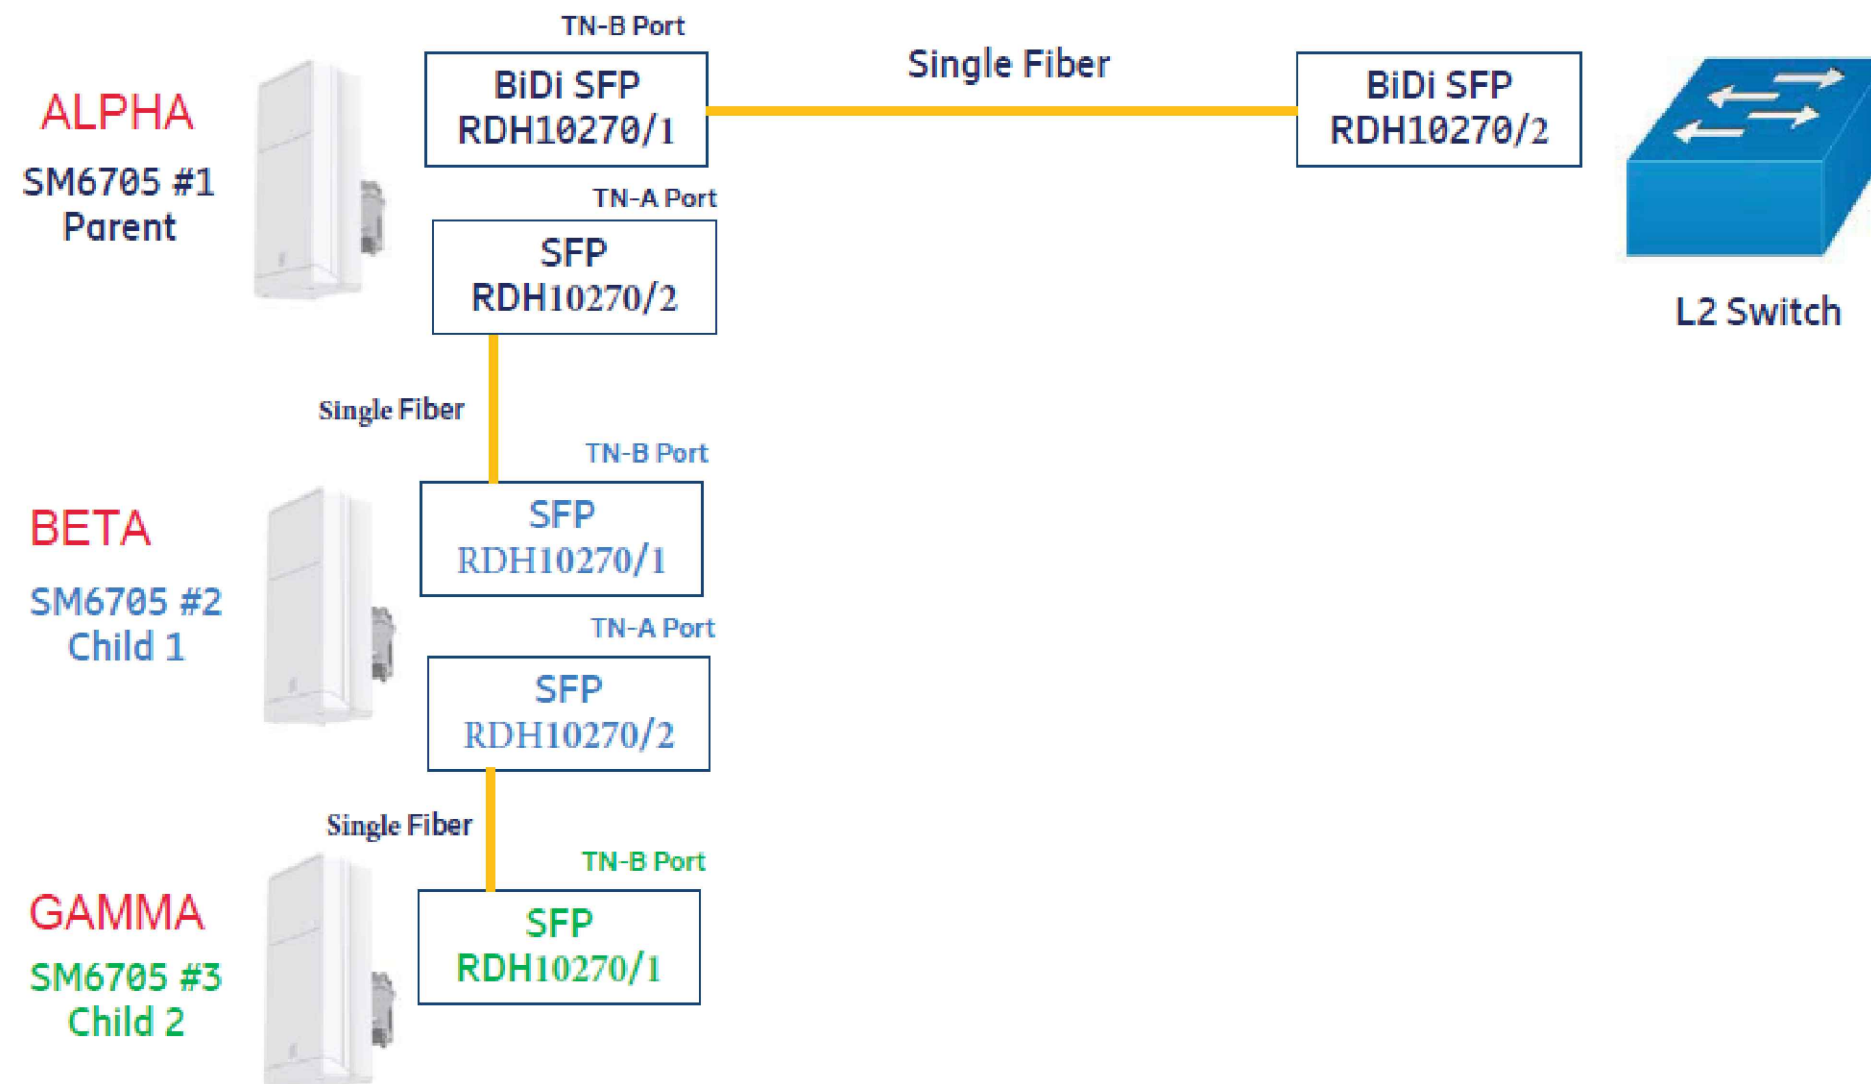 TN-B Port
ALPHA
SM6705 #1
Parent
BiDi SFP
RDH10270/1
Single Fiber
BiDi SFP
RDH10270/2
L2 Switch
TN-A Port
SFP
RDH10270/2
Single Fiber
TN-B Port
BETA
SM6705 #2
Child 1
SFP
RDH10270/1
TN-A Port
SFP
RDH10270/2
Single Fiber
TN-B Port
GAMMA
SM6705 #3
Child 2
SFP
RDH10270/1